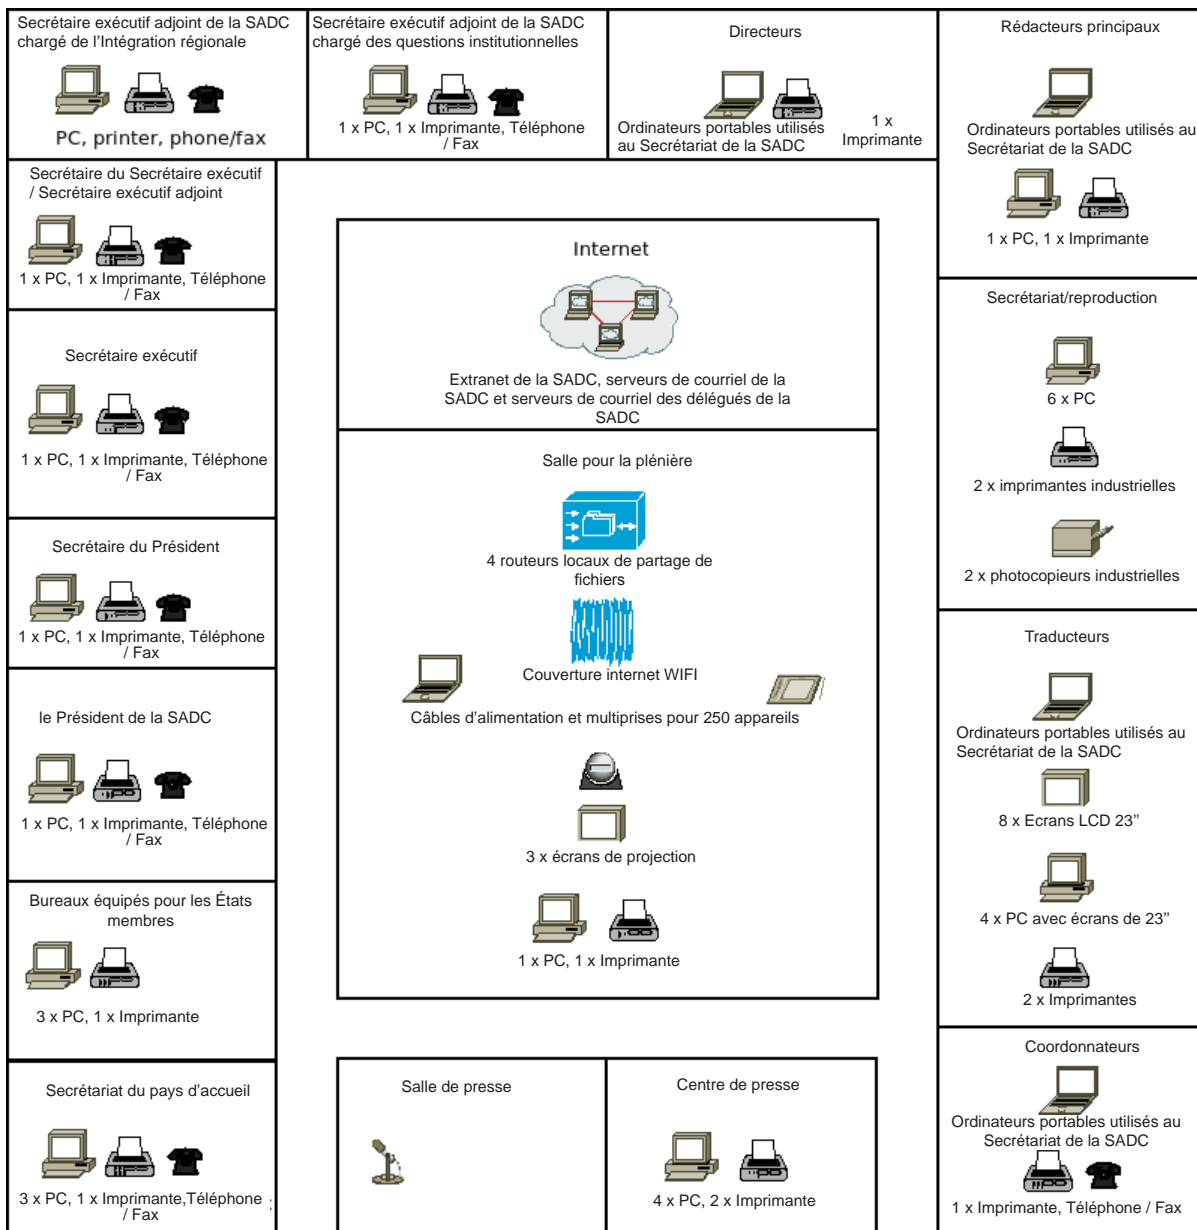 Secrétaire exécutif adjoint de la SADC
chargé de l'Intégration régionale
PC, printer, phone/fax
Secrétaire exécutif adjoint de la SADC
chargé des questions institutionnelles
1 x PC, 1 x Imprimante, Téléphone
/ Fax
Directeurs
Ordinateurs portables utilisés
au Secrétariat de la SADC
1 x
Imprimante
Rédacteurs principaux
Ordinateurs portables utilisés au
Secrétariat de la SADC
1 x PC, 1 x Imprimante
Secrétaire du Secrétaire exécutif
/ Secrétaire exécutif adjoint
1 x PC, 1 x Imprimante, Téléphone
/ Fax
Secrétaire exécutif
1 x PC, 1 x Imprimante, Téléphone
/ Fax
Secrétaire du Président
1 x PC, 1 x Imprimante, Téléphone
/ Fax
le Président de la SADC
1 x PC, 1 x Imprimante, Téléphone
/ Fax
Bureaux équipés pour les États
membres
3 x PC, 1 x Imprimante
Secrétariat du pays d'accueil
3 x PC, 1 x Imprimante,Téléphone
/ Fax
Internet
Extranet de la SADC, serveurs de courriel de la
SADC et serveurs de courriel des délégués de la
SADC
Salle pour la plénière
4 routeurs locaux de partage de
fichiers
Couverture internet WIFI
Câbles d'alimentation et multiprises pour 250 appareils
3 x écrans de projection
1 x PC, 1 x Imprimante
Salle de presse
Centre de presse
4 x PC, 2 x Imprimante
Secrétariat/reproduction
6 x PC
2 x imprimantes industrielles
2 x photocopieurs industrielles
Traducteurs
Ordinateurs portables utilisés au
Secrétariat de la SADC
8 x Ecrans LCD 23”
4 x PC avec écrans de 23”
2 x Imprimantes
Coordonnateurs
Ordinateurs portables utilisés au
Secrétariat de la SADC
1 x Imprimante, Téléphone / Fax